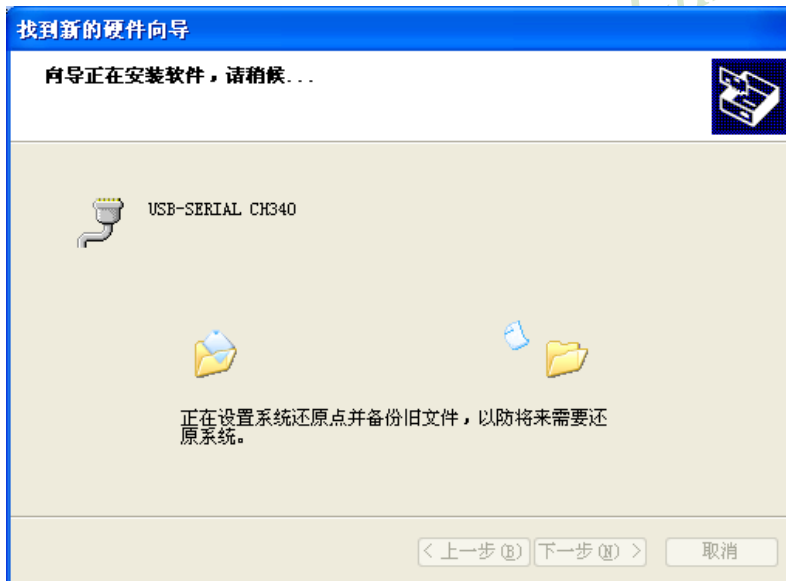 找到新的硬件向导
向导正在安装软件，请稍候...
USB-SERIAL CH340
正在设置系统还原点并备份旧文件，以防将来需要还
原系统。
< 上一步(B) 下一步(N) > 取消